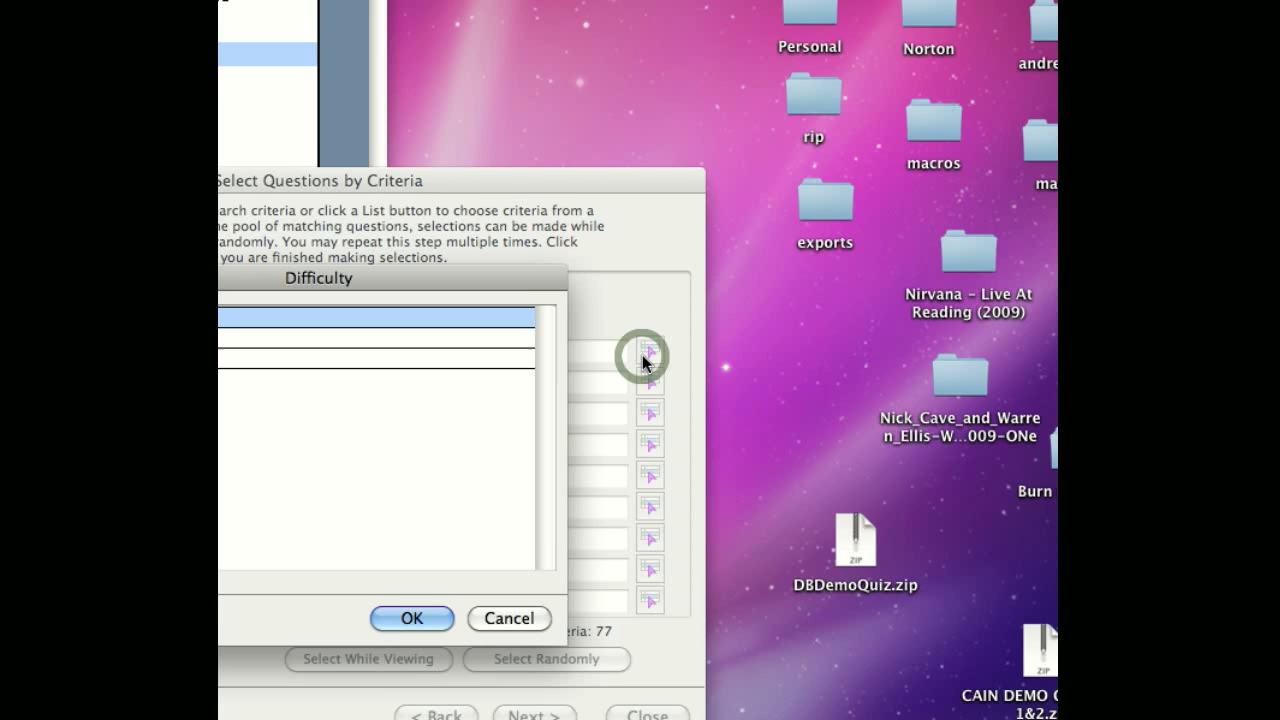 Personal
Norton
andre
rip
macros
ma
Select Questions by Criteria
arch criteria or click a List button to choose criteria from a
e pool of matching questions, selections can be made while
andomly. You may repeat this step multiple times. Click
you are finished making selections.
exports
Difficulty
Nirvana – Live At
Reading (2009)
Nick_Cave_and_Warre
n_Ellis-W...009-ONe
Burn
ZIP
DBDemoQuiz.zip
OK
Cancel
eria: 77
Select While Viewing
Select Randomly
ZIP
CAIN DEMO
1&2.z
< Back
Next >
Close